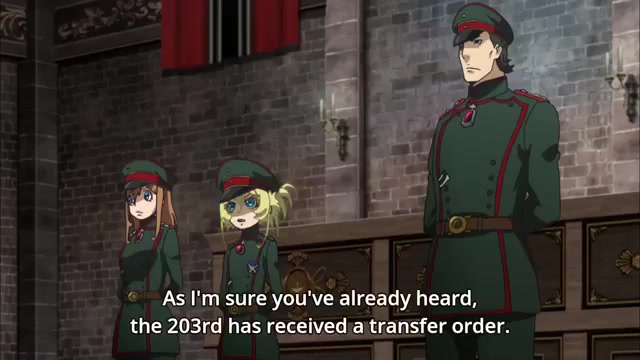 As I'm sure you've already heard,
the 203rd has received a transfer order.